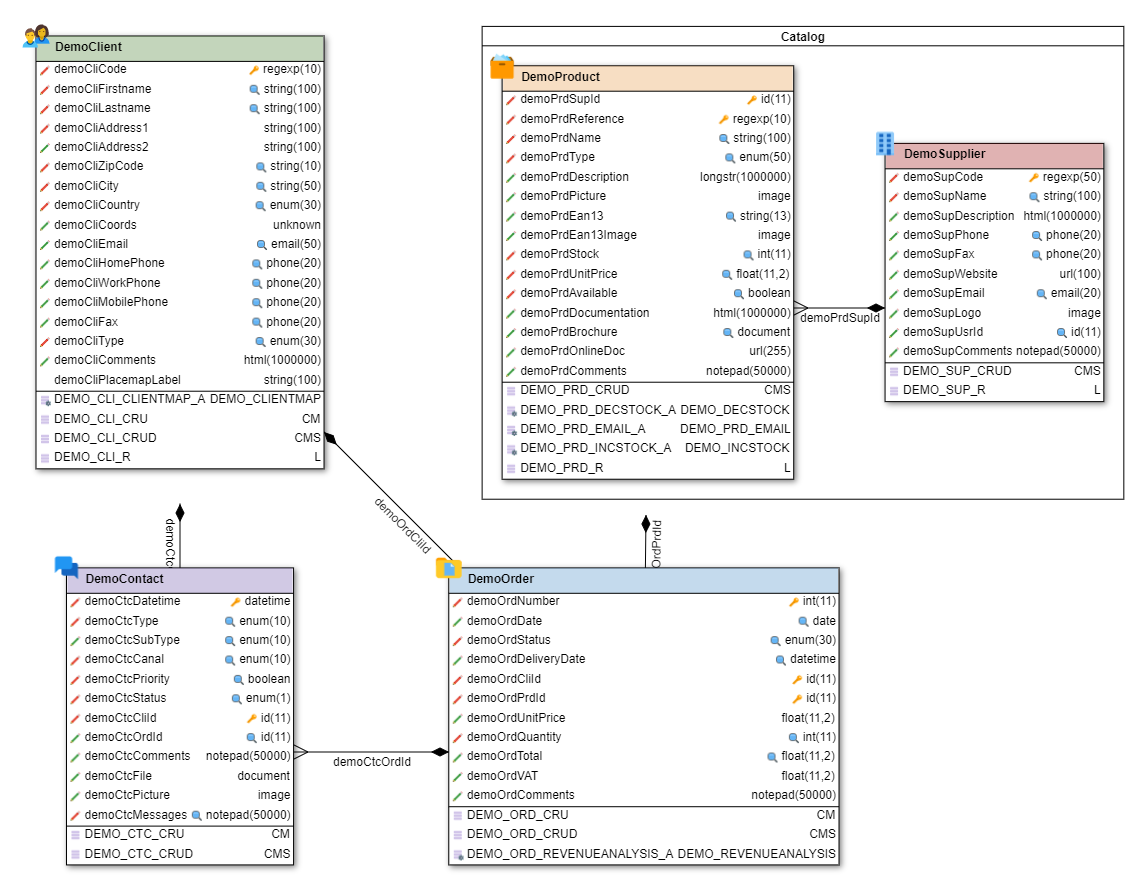 DemoClient
demoCliCode regexp(10)
demoCliFirstname string(100)
demoCliLastname string(100)
demoCliAddress1 string(100)
demoCliAddress2 string(100)
demoCliZipCode string(10)
demoCliCity string(50)
demoCliCountry enum(30)
demoCliCoords unknown
demoCliEmail email(50)
demoCliHomePhone phone(20)
demoCliWorkPhone phone(20)
demoCliMobilePhone phone(20)
demoCliFax phone(20)
demoCliType enum(30)
demoCliComments html(1000000)
demoCliPlacemapLabel string(100)
DEMO_CLI_CLIENTMAP_A DEMO_CLIENTMAP
DEMO_CLI_CRU CM
DEMO_CLI_CRUD CMS
DEMO_CLI_R L
Catalog
DemoProduct
demoPrdSupId id(11)
demoPrdReference regexp(10)
demoPrdName string(100)
demoPrdType enum(50)
demoPrdDescription longstr(1000000)
demoPrdPicture image
demoPrdEan13 string(13)
demoPrdEan13Image image
demoPrdStock int(11)
demoPrdUnitPrice float(11,2)
demoPrdAvailable boolean
demoPrdDocumentation html(1000000)
demoPrdBrochure document
demoPrdOnlineDoc url(255)
demoPrdComments notepad(50000)
DEMO_PRD_CRUD CMS
DEMO_PRD_DECSTOCK_A DEMO_DECSTOCK
DEMO_PRD_EMAIL_A DEMO_PRD_EMAIL
DEMO_PRD_INCSTOCK_A DEMO_INCSTOCK
DEMO_PRD_R L
demoPrdSupId
DemoSupplier
demoSupCode regexp(50)
demoSupName string(100)
demoSupDescription html(1000000)
demoSupPhone phone(20)
demoSupFax phone(20)
demoSupWebsite url(100)
demoSupEmail email(20)
demoSupLogo image
demoSupUsrId id(11)
demoSupComments notepad(50000)
DEMO_SUP_CRUD CMS
DEMO_SUP_R L
demoCtc
demoOrdCliId
OrdPrdId
DemoContact
demoCtcDatetime datetime
demoCtcType enum(10)
demoCtcSubType enum(10)
demoCtcCanal enum(10)
demoCtcPriority boolean
demoCtcStatus enum(1)
demoCtcCliId id(11)
demoCtcOrdId id(11)
demoCtcComments notepad(50000)
demoCtcFile document
demoCtcPicture image
demoCtcMessages notepad(50000)
DEMO_CTC_CRU CM
DEMO_CTC_CRUD CMS
demoCtcOrdId
DemoOrder
demoOrdNumber int(11)
demoOrdDate date
demoOrdStatus enum(30)
demoOrdDeliveryDate datetime
demoOrdCliId id(11)
demoOrdPrdId id(11)
demoOrdUnitPrice float(11,2)
demoOrdQuantity int(11)
demoOrdTotal float(11,2)
demoOrdVAT float(11,2)
demoOrdComments notepad(50000)
DEMO_ORD_CRU CM
DEMO_ORD_CRUD CMS
DEMO_ORD_REVENUEANALYSIS_A DEMO_REVENUEANALYSIS